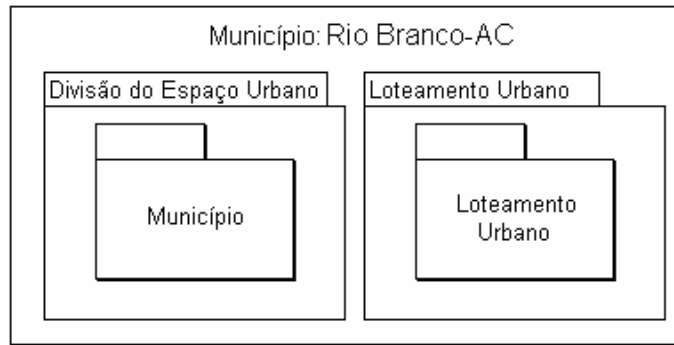 Município: Rio Branco-AC
Divisão do Espaço Urbano
Loteamento Urbano
Município
Loteamento
Urbano